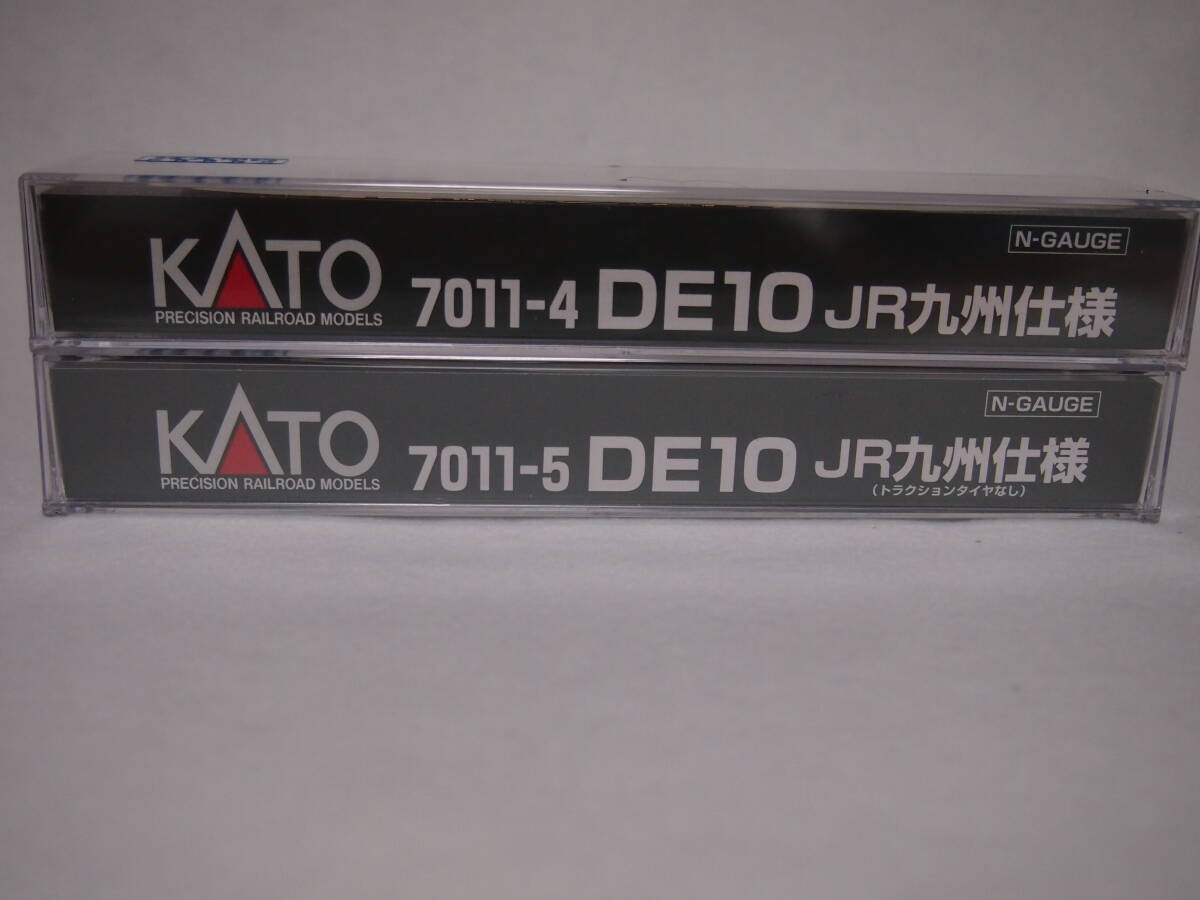 KATO
PRECISION RAILROAD MODELS
7011-4 DE10 JR九州仕様
N-GAUGE
KATO
PRECISION RAILROAD MODELS
7011-5 DE10 JR九州仕様
(トラクションタイヤなし)
N-GAUGE